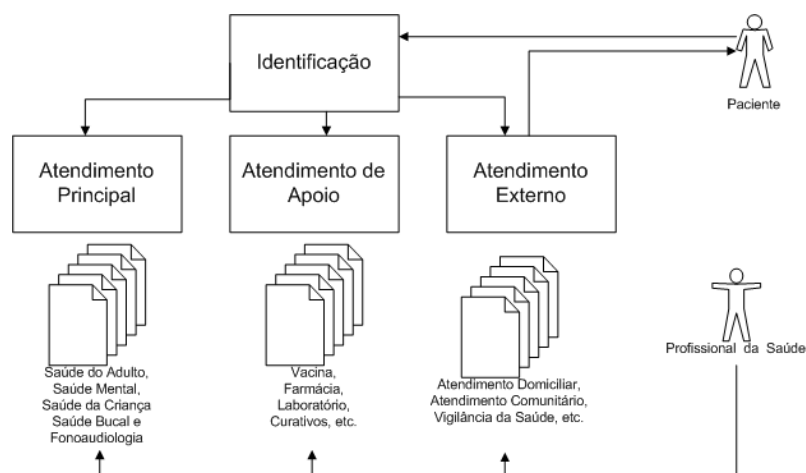 Identificação
Paciente
Atendimento
Principal
Atendimento de
Apoio
Atendimento
Externo
Profissional da Saúde
Saúde do Adulto,
Saúde Mental,
Saúde da Criança
Saúde Bucal e
Fonoaudiologia
Vacina,
Farmácia,
Laboratório,
Curativos, etc.
Atendimento Domiciliar,
Atendimento Comunitário,
Vigilância da Saúde, etc.